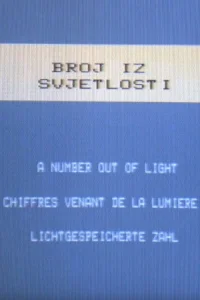 BROJ IZ
SVJETLOSTI
A NUMBER OUT OF LIGHT
CHIFFRES VENANT DE LA LUMIERE
LICHTGESPEICHERTE ZAHL